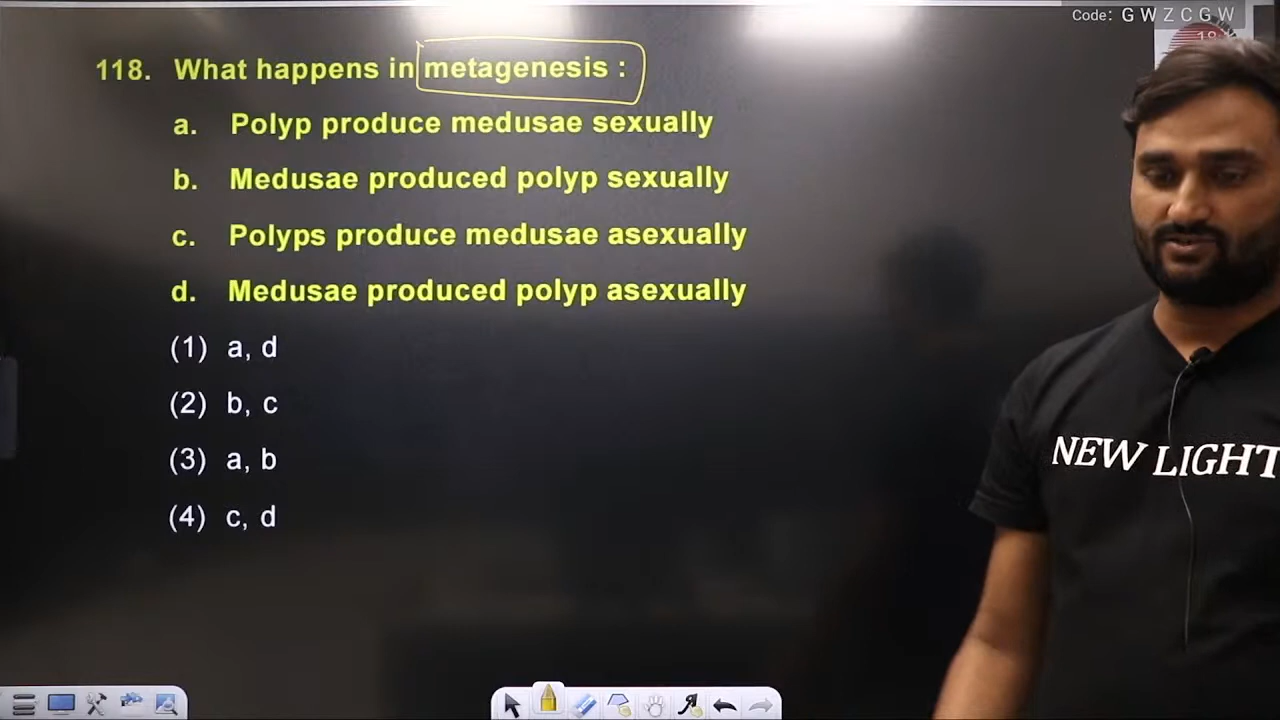 Code: G W Z C G W
118. What happens in metagenesis :
a. Polyp produce medusae sexually
b. Medusae produced polyp sexually
c. Polyps produce medusae asexually
d. Medusae produced polyp asexually
(1) a, d
(2) b, c
(3) a, b
(4) c, d
NEW LIGHT